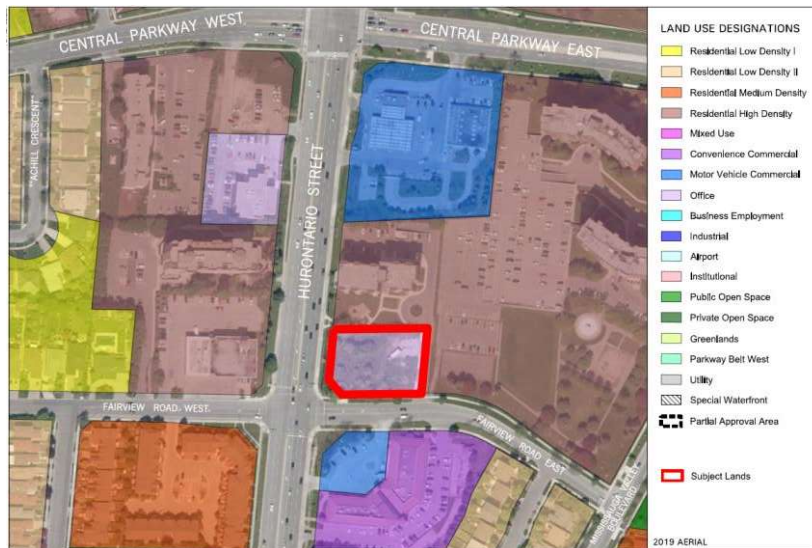 CENTRAL PARKWAY WEST
CENTRAL PARKWAY EAST
"ACHILL CRESCENT"
HURONTARIO STREET
FAIRVIEW ROAD WEST
FAIRVIEW ROAD EAST
MISSISSAUGA VALLEY
BOULEVARD
LAND USE DESIGNATIONS
Residential Low Density I
Residential Low Density II
Residential Medium Density
Residential High Density
Mixed Use
Convenience Commercial
Motor Vehicle Commercial
Office
Business Employment
Industrial
Airport
Institutional
Public Open Space
Private Open Space
Greenlands
Parkway Belt West
Utility
Special Waterfront
Partial Approval Area
Subject Lands
2019 AERIAL